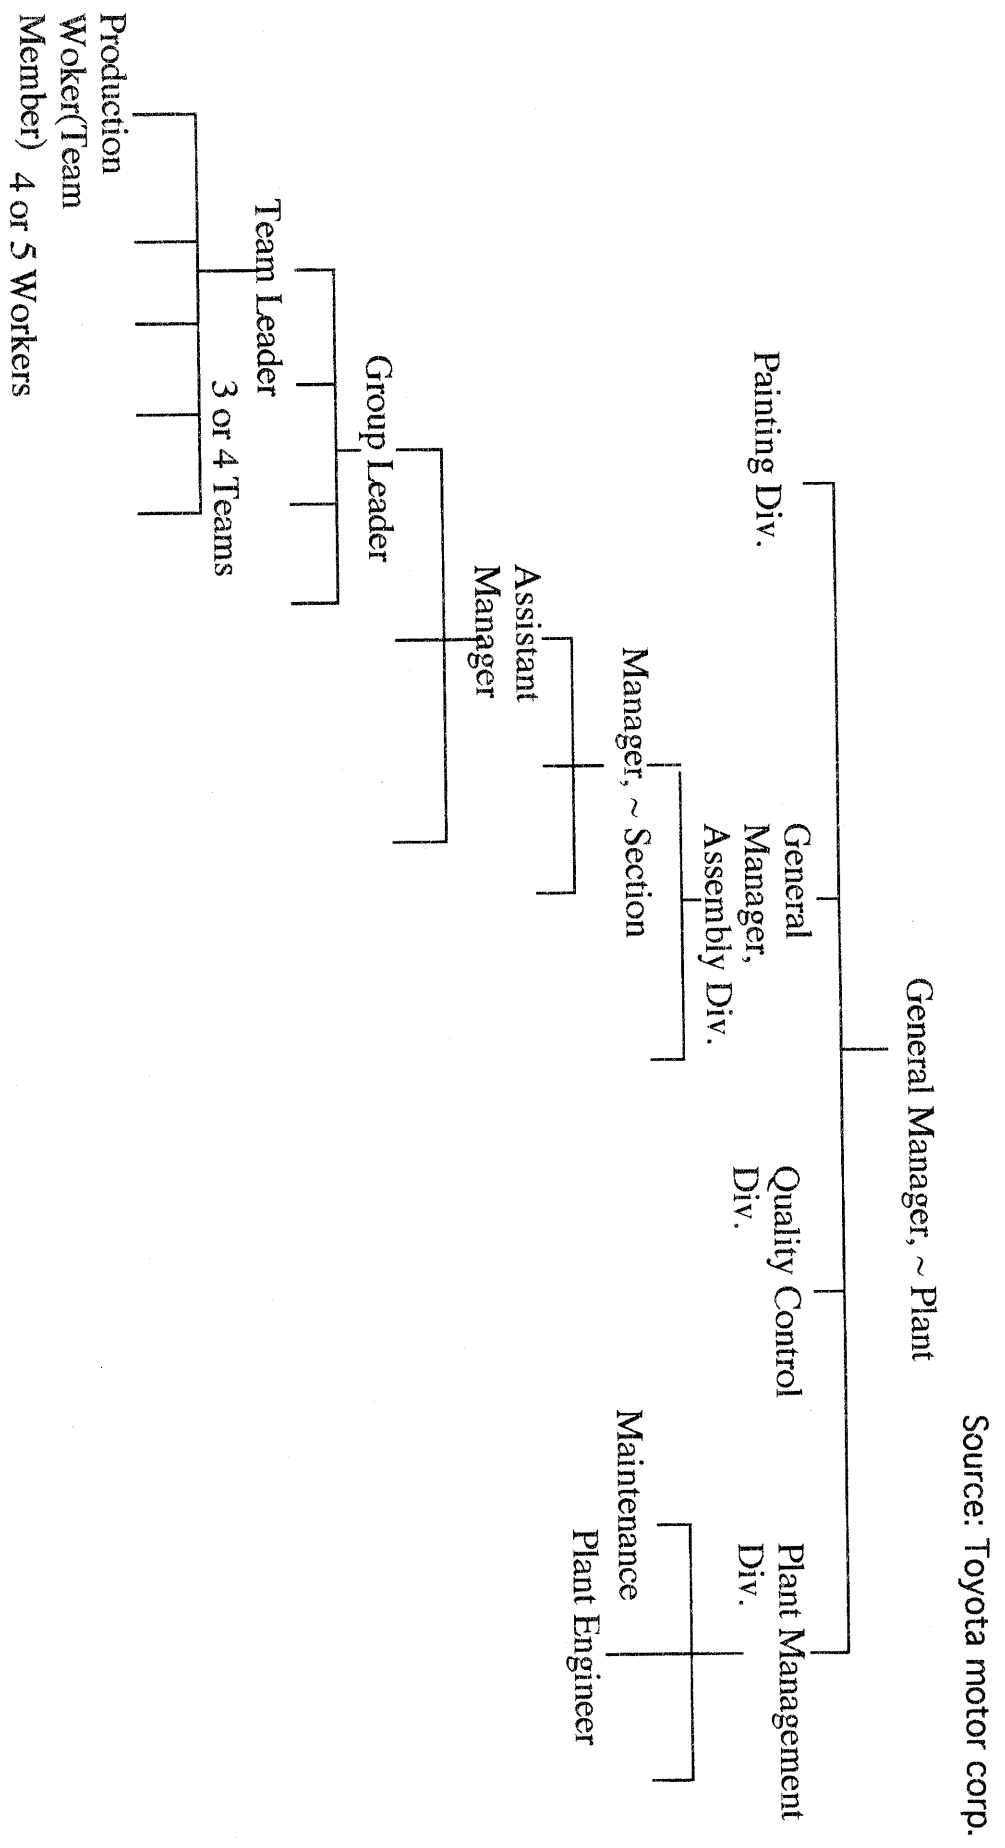 Source: Toyota motor corp.
General Manager, ~ Plant
Painting Div.
General
Manager,
Assembly Div.
Quality Control
Div.
Plant Management
Div.
Manager, ~ Section
Maintenance
Plant Engineer
Assistant
Manager
Group Leader
Team Leader
3 or 4 Teams
Production
Woker(Team
Member) 4 or 5 Workers